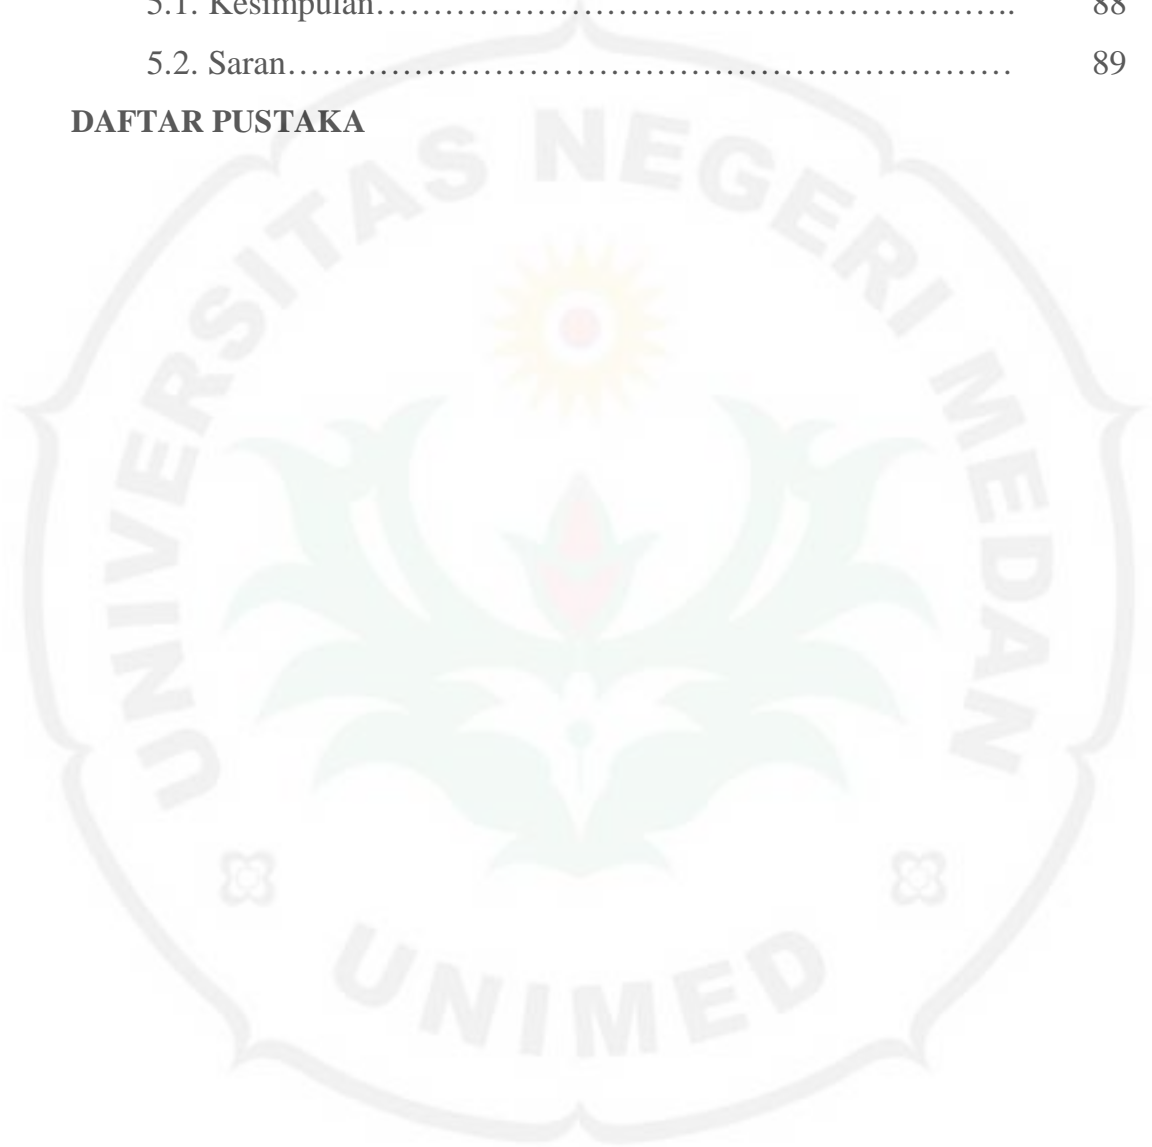 5.1. Kesimpulan…………………………………………………….. 88
5.2. Saran……………………………………………………………… 89
DAFTAR PUSTAKA
UNIVERSITAS NEGERI MEDAN
UNIMED